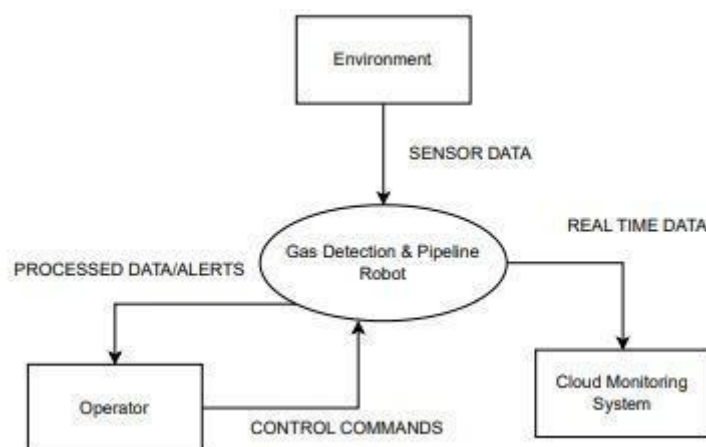 Environment
SENSOR DATA
REAL TIME DATA
Gas Detection & Pipeline
Robot
PROCESSED DATA/ALERTS
Cloud Monitoring
System
Operator
CONTROL COMMANDS